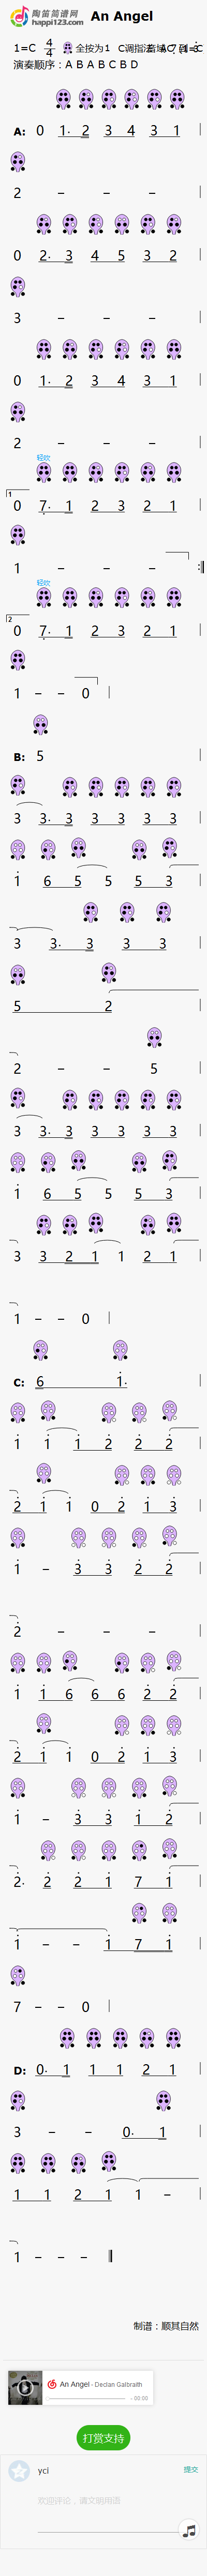 陶笛简谱网 An Angel
happi123.com
1=C 4/4 全按为1
演奏顺序：A B A B C B D
A: 0 1. 2 3 4 3 1
2 - - -
0 2. 3 4 5 3 2
3 - - -
0 1. 2 3 4 3 1
2 - - -
轻吹
1
0 7. 1 2 3 2 1
1 - - - :
轻吹
2
0 7. 1 2 3 2 1
1 - - 0
B: 5
3 3. 3 3 3 3 3
1 6 5 5 5 3
3 3. 3 3 3
5 2
2 - - 5
3 3. 3 3 3 3 3
1 6 5 5 5 3
3 3 2 1 1 2 1
1 - - 0
C: 6 1.
1 1 1 2 2 2
2 1 1 0 2 1 3
1 - 3 3 2 2
2 - - -
1 1 6 6 6 2 2
2 1 1 0 2 1 3
1 - 3 3 1 2
2. 2 2 1 7 1
1 - - 1 7 1
7 - - 0
D: 0. 1 1 1 2 1
3 - - 0. 1
1 1 2 1 1 -
1 - - -
制谱：顺其自然
An Angel - Declan Galbraith
- 00:00
打赏支持
yci 提交
欢迎评论，请文明用语